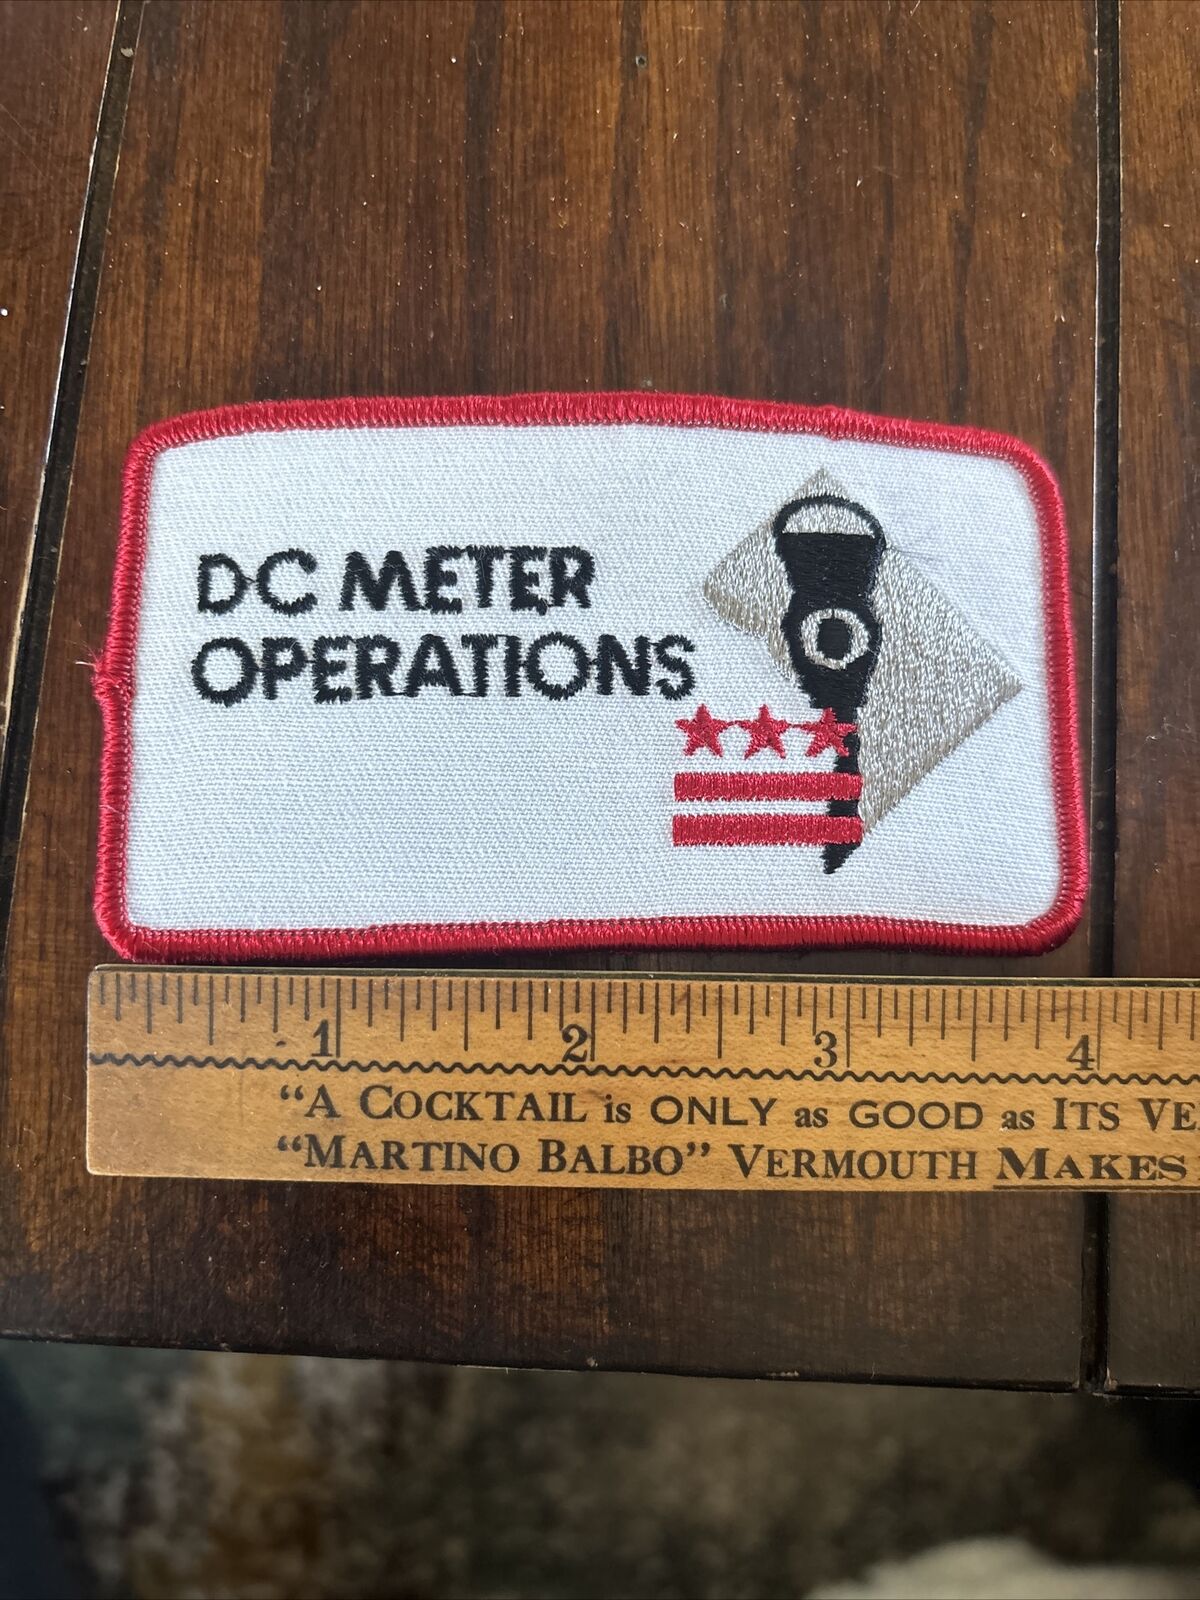 DC METER
OPERATIONS
1 2 3 4
“A COCKTAIL is ONLY as GOOD as ITS
“MARTINO BALBO” VERMOUTH MAKES